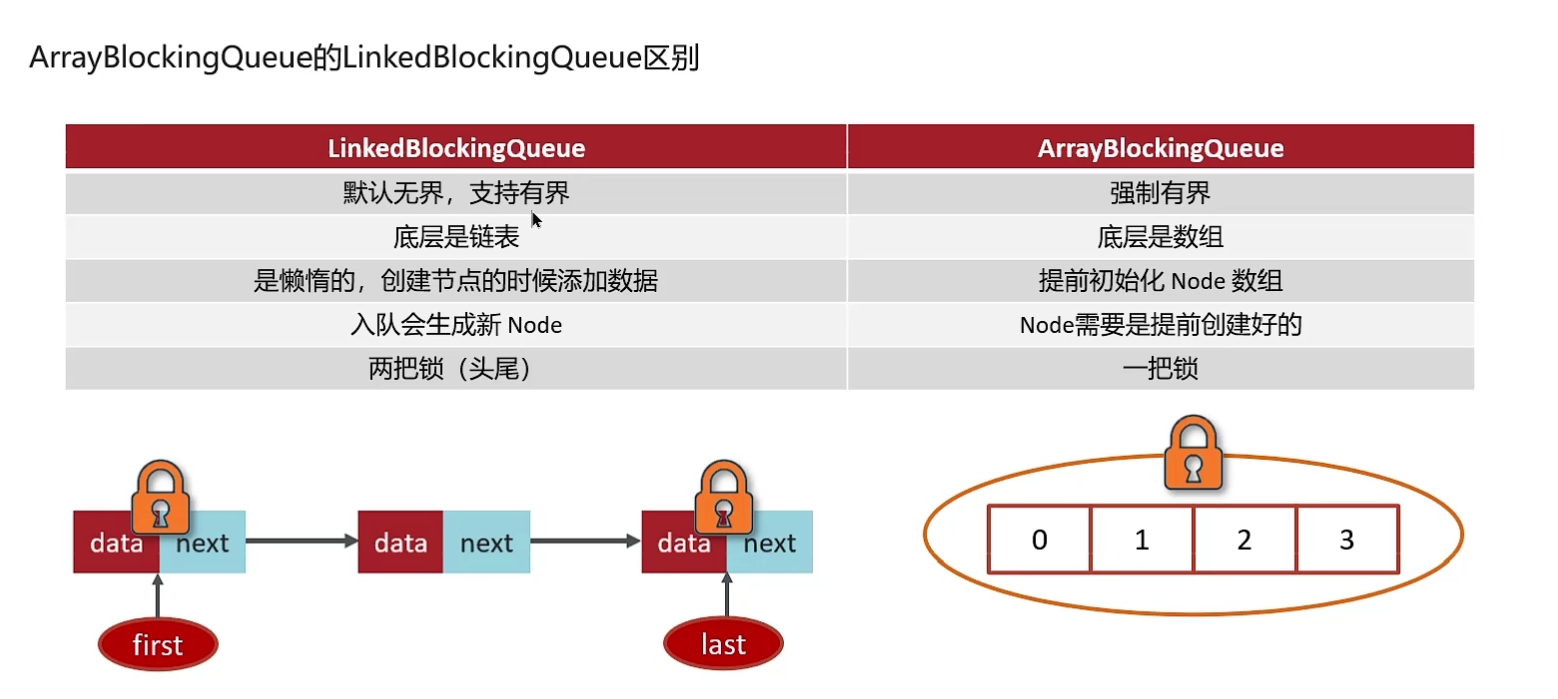 ArrayBlockingQueue的LinkedBlockingQueue区别
LinkedBlockingQueue ArrayBlockingQueue
默认无界，支持有界 强制有界
底层是链表 底层是数组
是懒惰的，创建节点的时候添加数据 提前初始化 Node 数组
入队会生成新 Node Node需要是提前创建好的
两把锁（头尾） 一把锁
data next data next data next 0 1 2 3
first last